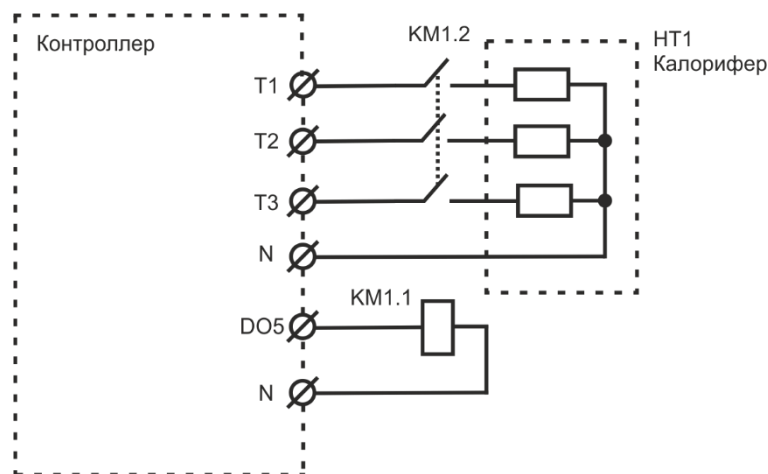 Контроллер
KM1.2
HT1
Калорифер
T1
T2
T3
N
KM1.1
DO5
N